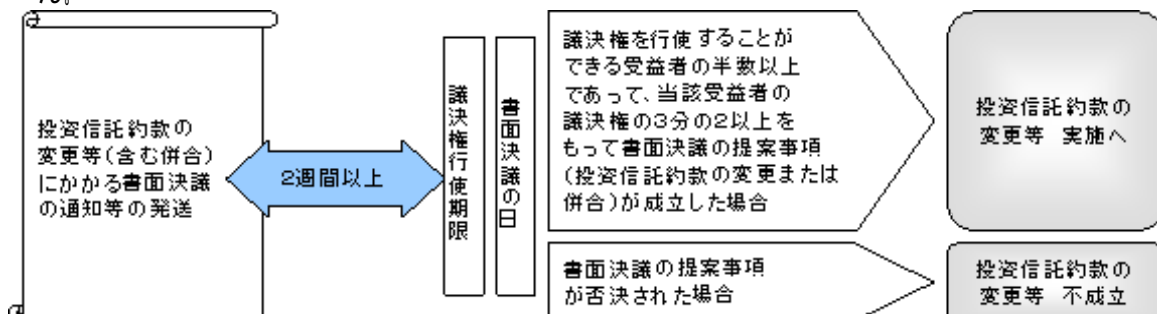 投資信託約款の
変更等(含む併合)
にかかる書面決議
の通知等の発送
2週間以上
議決権行使期限
書面決議の日
議決権を行使することが
できる受益者の半数以上
であって、当該受益者の
議決権の3分の2以上を
もって書面決議の提案事項
(投資信託約款の変更または
併合)が成立した場合
投資信託約款の
変更等 実施へ
書面決議の提案事項
が否決された場合
投資信託約款の
変更等 不成立